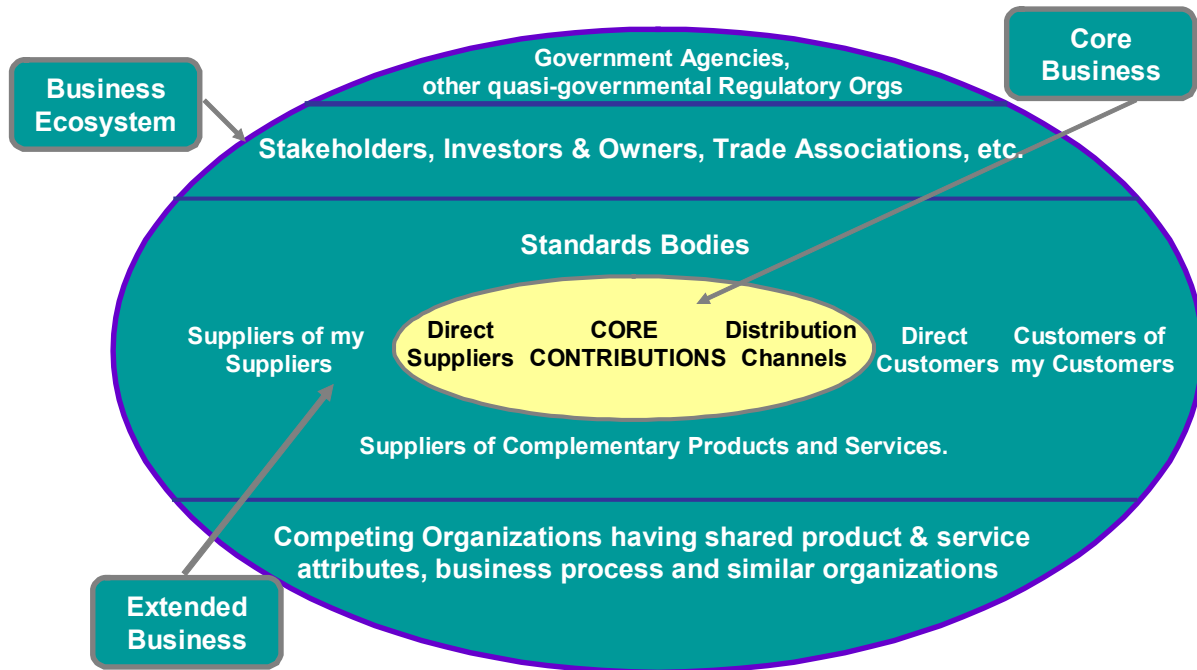 Government Agencies,
other quasi-governmental Regulatory Orgs
Core
Business
Business
Ecosystem
Stakeholders, Investors & Owners, Trade Associations, etc.
Standards Bodies
Suppliers of my
Suppliers
Direct
Suppliers
CORE
CONTRIBUTIONS
Distribution
Channels
Direct
Customers
Customers of
my Customers
Suppliers of Complementary Products and Services.
Competing Organizations having shared product & service
attributes, business process and similar organizations
Extended
Business